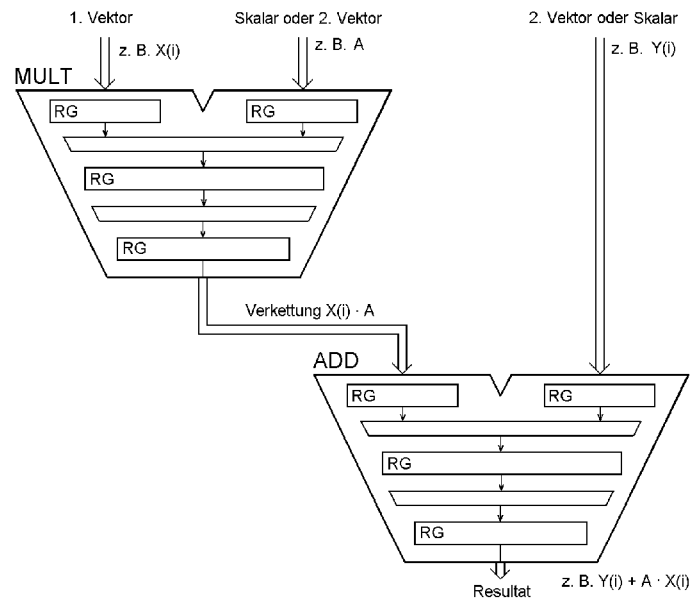 1. Vektor
Skalar oder 2. Vektor
2. Vektor oder Skalar
z. B. X(i)
z. B. A
z. B. Y(i)
MULT
RG
RG
RG
RG
Verkettung X(i) · A
ADD
RG
RG
RG
RG
Resultat
z. B. Y(i) + A · X(i)